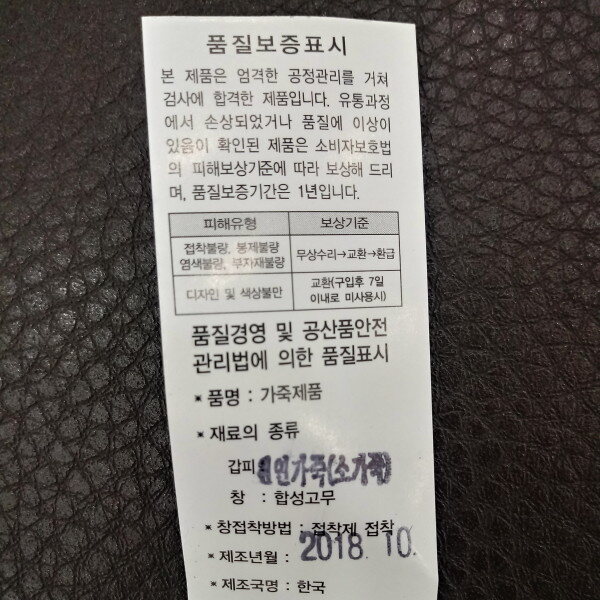 품질보증표시
본 제품은 엄격한 공정관리를 거쳐
검사에 합격한 제품입니다. 유통과정
에서 손상되었거나 품질에 이상이
있음이 확인된 제품은 소비자보호법
의 피해보상기준에 따라 보상해 드리
며, 품질보증기간은 1년입니다.
피해유형 보상기준
접착불량, 봉제불량
염색불량, 부자재불량
무상수리→교환→환급
디자인 및 색상불만
교환(구입후 7일
이내로 미사용시)
품질경영 및 공산품안전
관리법에 의한 품질표시
* 품명 : 가죽제품
* 재료의 종류
갑피 : 천연가죽(소가죽)
창 : 합성고무
* 창접착방법 : 접착제 접착
* 제조년월 : 2018. 10.
* 제조국명 : 한국